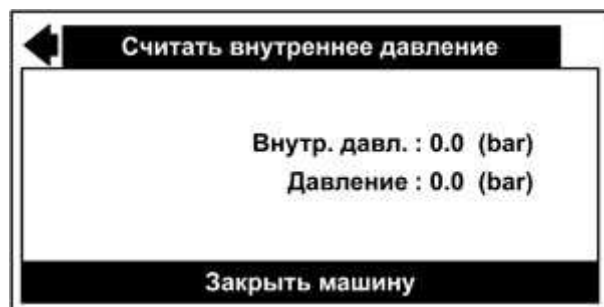 Считать внутреннее давление
Внутр. давл. : 0.0 (bar)
Давление : 0.0 (bar)
Закрыть машину